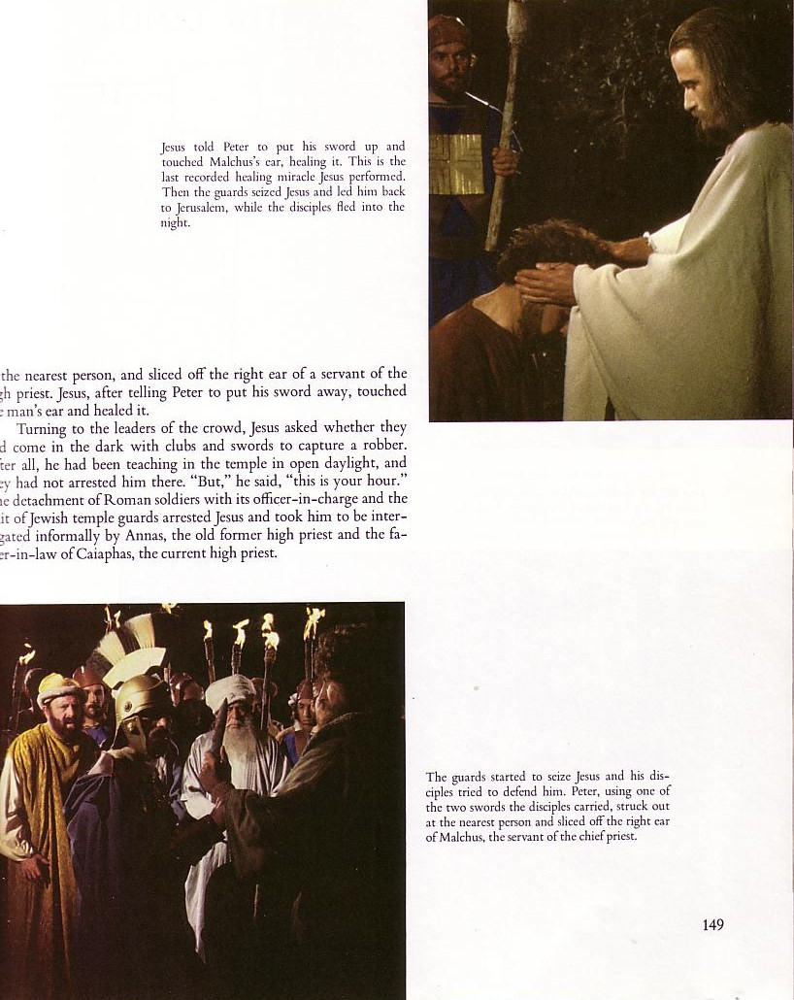 Jesus told Peter to put his sword up and
touched Malchus's ear, healing it. This is the
last recorded healing miracle Jesus performed.
Then the guards seized Jesus and led him back
to Jerusalem, while the disciples fled into the
night.
the nearest person, and sliced off the right ear of a servant of the
gh priest. Jesus, after telling Peter to put his sword away, touched
e man's ear and healed it.
Turning to the leaders of the crowd, Jesus asked whether they
d come in the dark with clubs and swords to capture a robber.
ter all, he had been teaching in the temple in open daylight, and
ey had not arrested him there. “But,” he said, “this is your hour.”
he detachment of Roman soldiers with its officer-in-charge and the
it of Jewish temple guards arrested Jesus and took him to be inter-
gated informally by Annas, the old former high priest and the fa-
er-in-law of Caiaphas, the current high priest.
The guards started to seize Jesus and his dis-
ciples tried to defend him. Peter, using one of
the two swords the disciples carried, struck out
at the nearest person and sliced off the right ear
of Malchus, the servant of the chief priest.
149